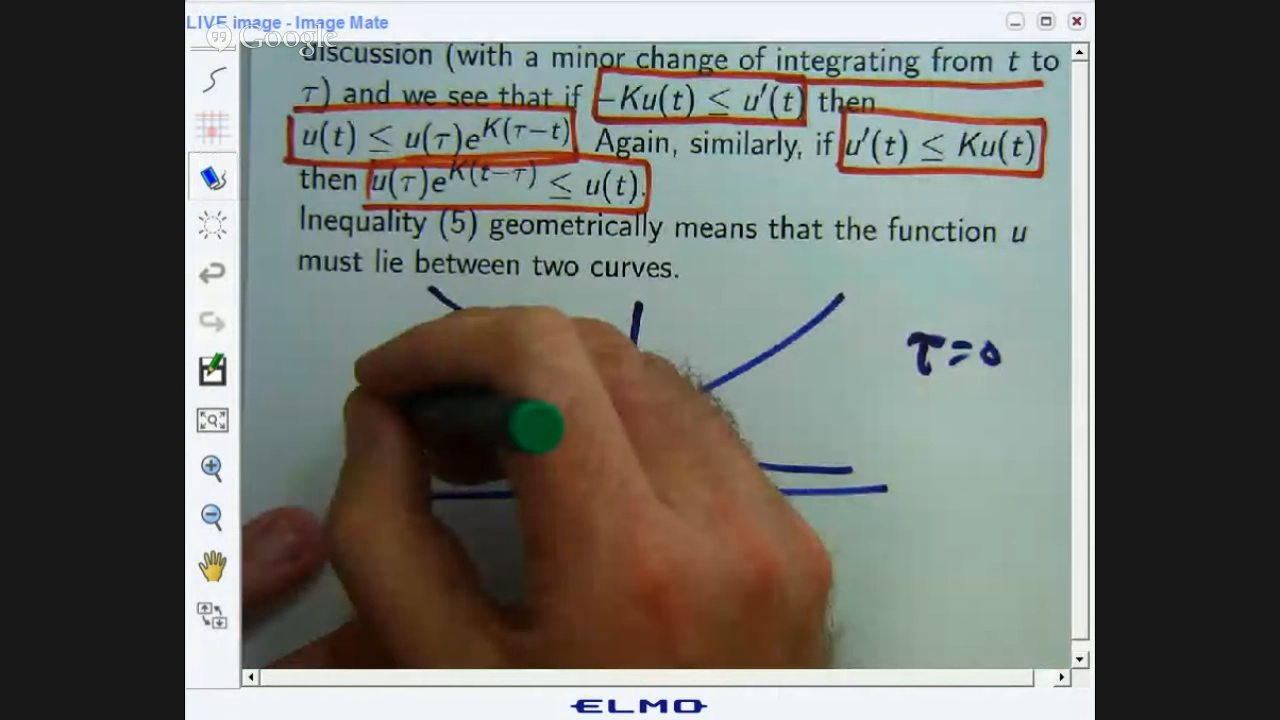 LIVE image - Image Mate
Google
discussion (with a minor change of integrating from t to
τ) and we see that if −Ku(t) ≤ u′(t) then
u(t) ≤ u(τ)e^{K(τ−t)}. Again, similarly, if u′(t) ≤ Ku(t)
then u(τ)e^{K(t−τ)} ≤ u(t).
Inequality (5) geometrically means that the function u
must lie between two curves.
τ=0
ELMO